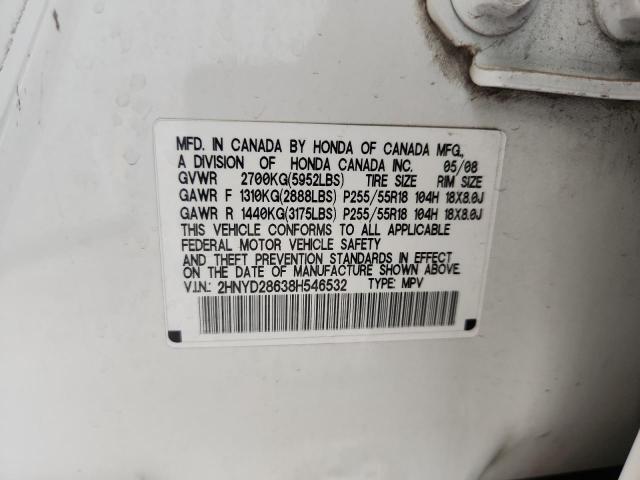 MFD. IN CANADA BY HONDA OF CANADA MFG.,
A DIVISION OF HONDA CANADA INC. 05/08
GVWR 2700KG(5952LBS) TIRE SIZE RIM SIZE
GAWR F 1310KG(2888LBS) P255/55R18 104H 18X8.0J
GAWR R 1440KG(3175LBS) P255/55R18 104H 18X8.0J
THIS VEHICLE CONFORMS TO ALL APPLICABLE
FEDERAL MOTOR VEHICLE SAFETY
AND THEFT PREVENTION STANDARDS IN EFFECT ON
THE DATE OF MANUFACTURE SHOWN ABOVE.
V.I.N.: 2HNYD28638H546532 TYPE: MPV